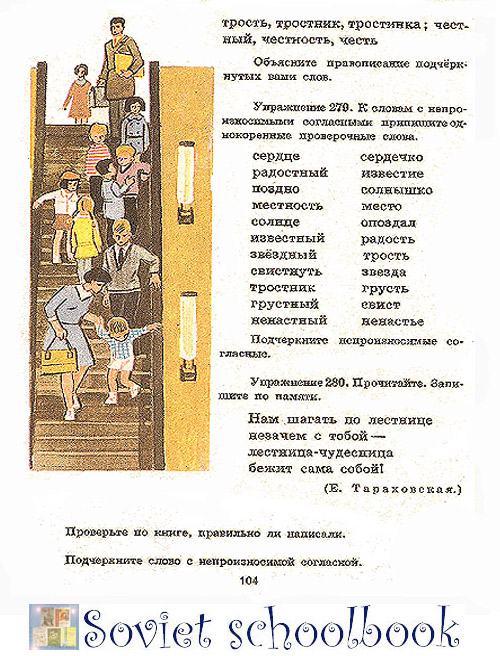 трость, тростник, тростинка; чест-
ный, честность, честь
Объясните правописание подчёрк-
нутых вами слов.
Упражнение 279. К словам с непро-
износимыми согласными припишите од-
нокоренные проверочные слова.
сердце сердечко
радостный известие
поздно солнышко
местность место
солнце опоздал
известный радость
звёздный трость
свистнуть звезда
тростник грусть
грустный свист
ненастный ненастье
Подчеркните непроизносимые со-
гласные.
Упражнение 280. Прочитайте. Запи-
шите по памяти.
Нам шагать по лестнице
незачем с тобой —
лестница-чудесница
бежит сама собой!
(Е. Тараховская.)
Проверьте по книге, правильно ли написали.
Подчеркните слово с непроизносимой согласной.
104
Soviet schoolbook